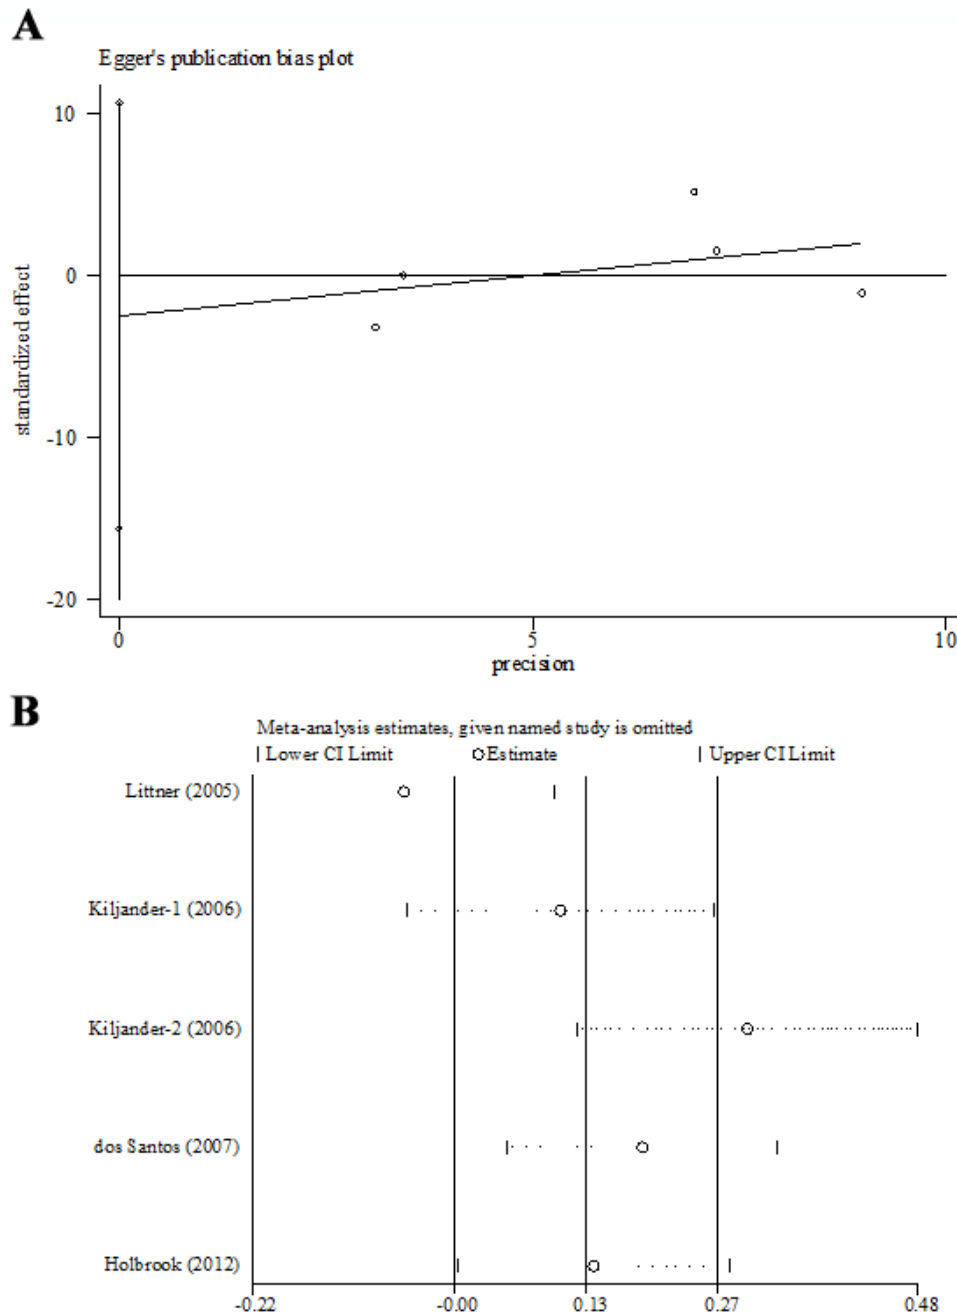 A
Egger's publication bias plot
10
0
-10
-20
standardized effect
0
5
10
precision
B
Meta-analysis estimates, given named study is omitted
| Lower CI Limit
O Estimate
| Upper CI Limit
Littner (2005)
Kiljander-1 (2006)
Kiljander-2 (2006)
dos Santos (2007)
Holbrook (2012)
-0.22
-0.00
0.13
0.27
0.48